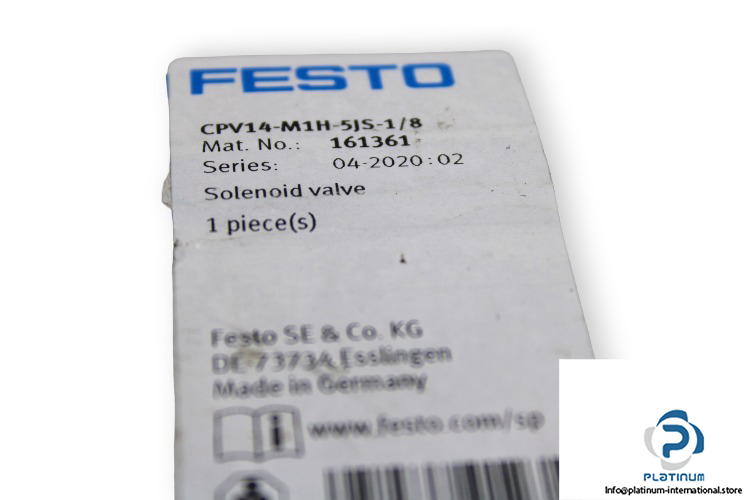 FESTO
CPV14-M1H-5JS-1/8
Mat. No.: 161361
Series: 04-2020:02
Solenoid valve
1 piece(s)
Festo SE & Co. KG
DE-73734 Esslingen
Made in Germany
i www.festo.com/sp
P
PLATINUM
Info@platinum-international.store